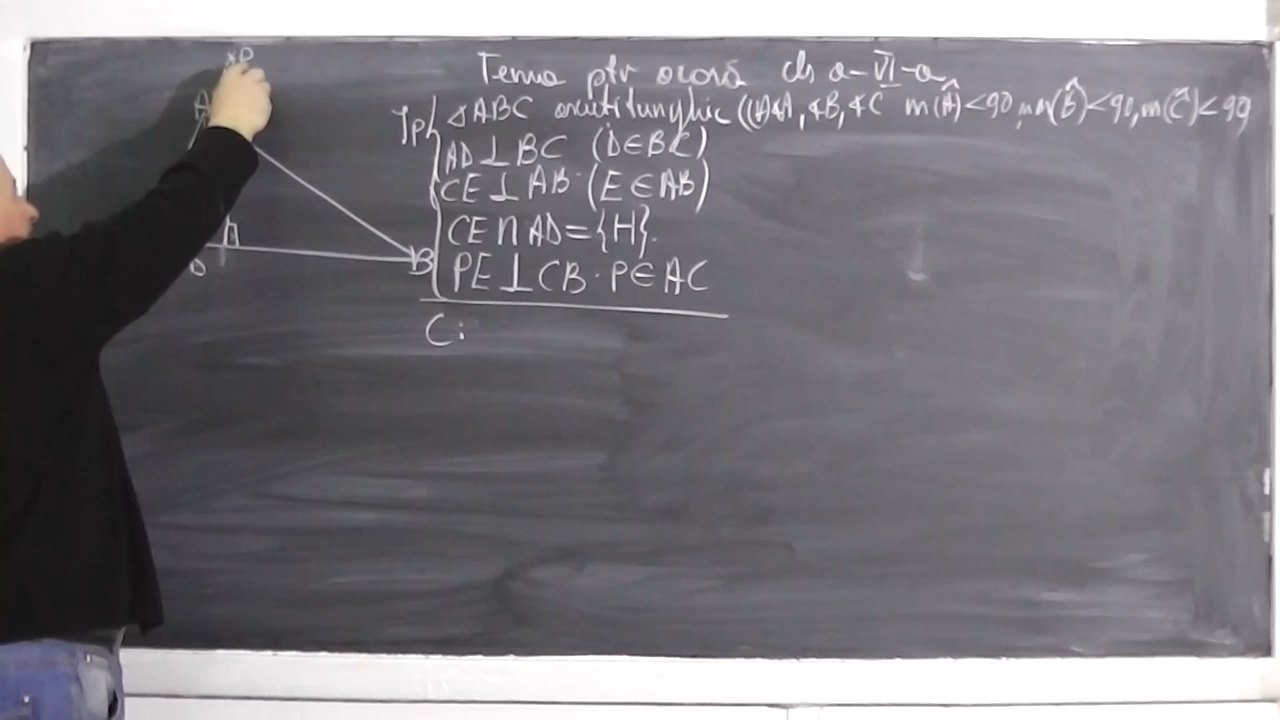 Tema ptr acasă cls a-VI-a
Ip ∢ABC ascuțitunghic (∢A, ∢B, ∢C m(Â)<90, m(B̂)<90, m(Ĉ)<90
AD⊥BC (D∈BC)
CE⊥AB (E∈AB)
CE∩AD={H}.
PE⊥CB. P∈AC
C:
P
A
D
B